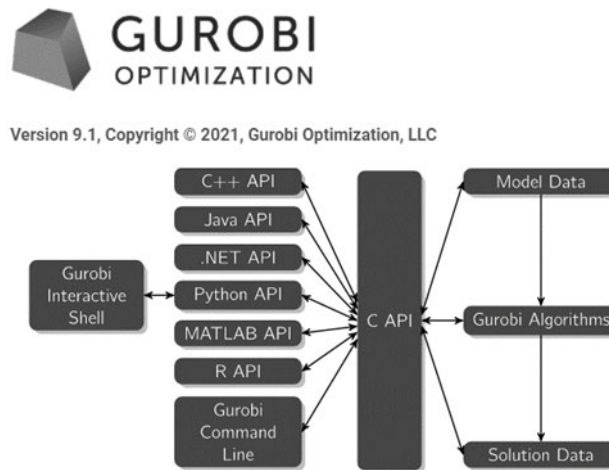 GUROBI
OPTIMIZATION
Version 9.1, Copyright © 2021, Gurobi Optimization, LLC
C++ API
Java API
.NET API
Python API
MATLAB API
R API
Gurobi
Command
Line
Gurobi
Interactive
Shell
C API
Model Data
Gurobi Algorithms
Solution Data